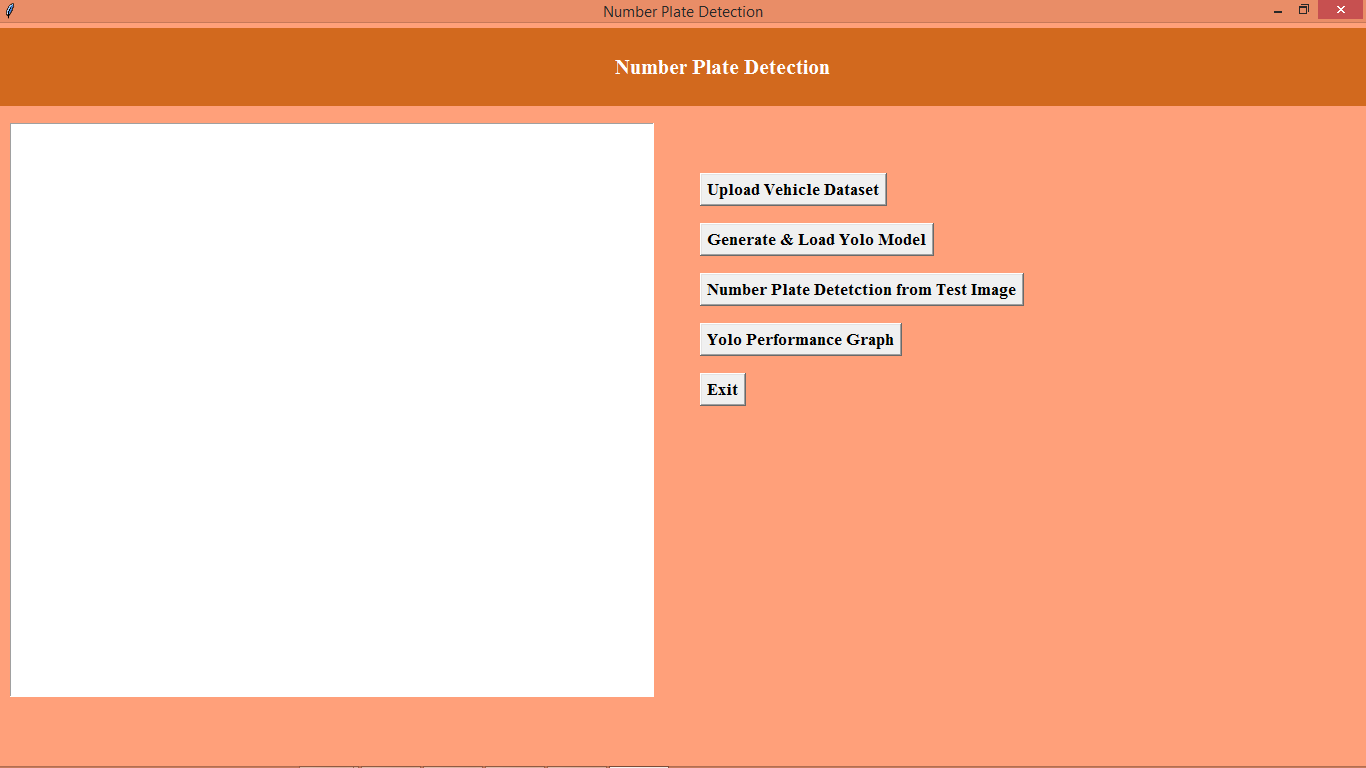 Number Plate Detection
Number Plate Detection
Upload Vehicle Dataset
Generate & Load Yolo Model
Number Plate Detetction from Test Image
Yolo Performance Graph
Exit